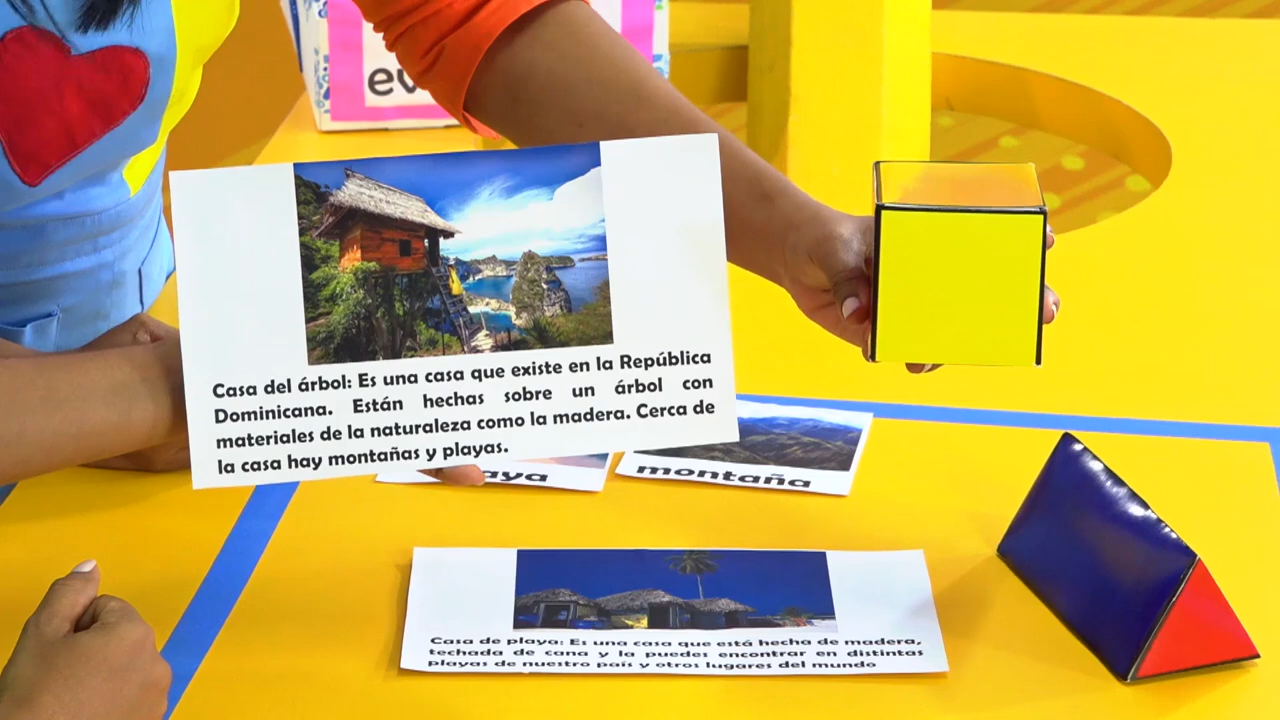 Casa del árbol: Es una casa que existe en la República
Dominicana. Están hechas sobre un árbol con
materiales de la naturaleza como la madera. Cerca de
la casa hay montañas y playas.
montaña
Casa de playa: Es una casa que está hecha de madera,
techada de cana y la puedes encontrar en distintas
playas de nuestro país y otros lugares del mundo